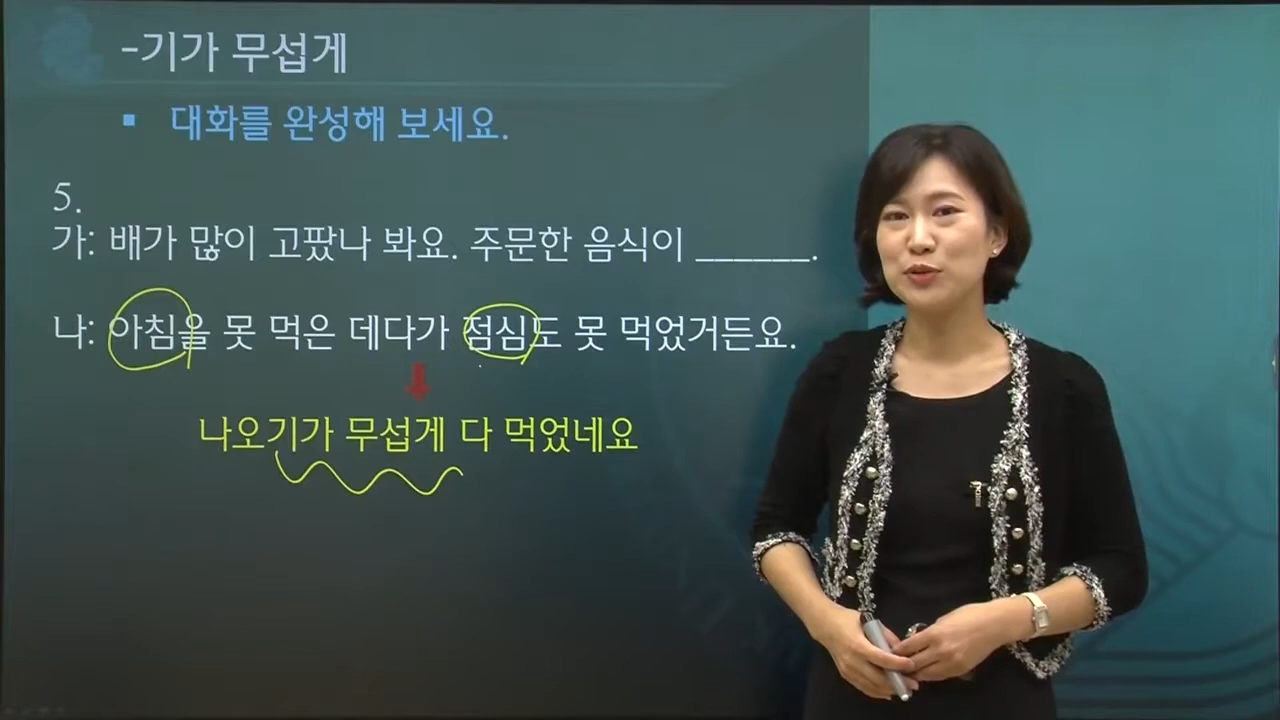 -기가 무섭게
▪ 대화를 완성해 보세요.
5.
가: 배가 많이 고팠나 봐요. 주문한 음식이 ______.
나: 아침을 못 먹은 데다가 점심도 못 먹었거든요.
나오기가 무섭게 다 먹었네요